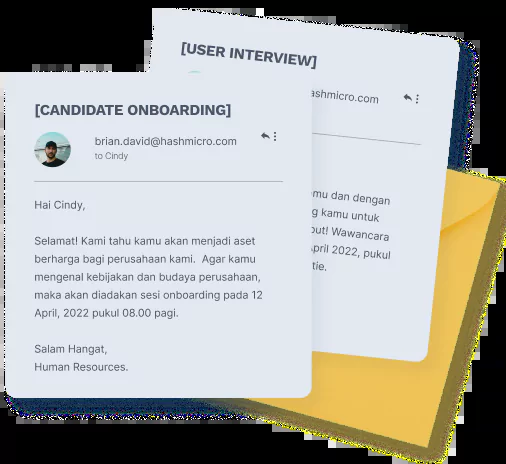 [USER INTERVIEW]
ashmicro.com
amu dan dengan
g kamu untuk
but! Wawancara
April 2022, pukul
tie.
[CANDIDATE ONBOARDING]
brian.david@hashmicro.com
to Cindy
Hai Cindy,
Selamat! Kami tahu kamu akan menjadi aset
berharga bagi perusahaan kami. Agar kamu
mengenal kebijakan dan budaya perusahaan,
maka akan diadakan sesi onboarding pada 12
April, 2022 pukul 08.00 pagi.
Salam Hangat,
Human Resources.